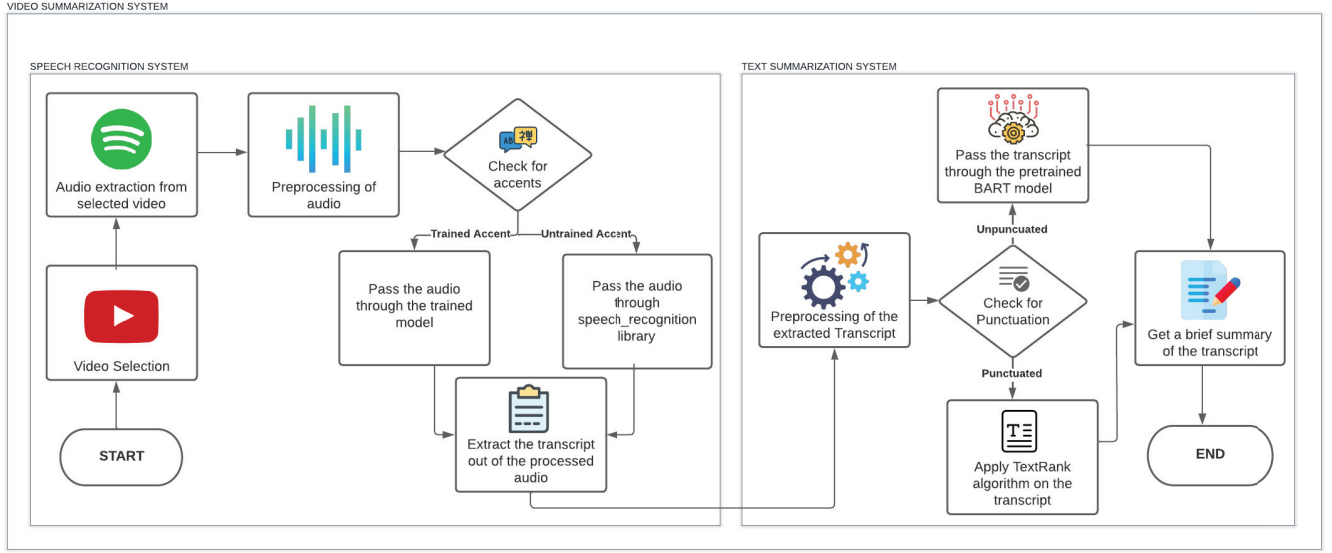 VIDEO SUMMARIZATION SYSTEM
SPEECH RECOGNITION SYSTEM
Audio extraction from
selected video
Preprocessing of
audio
AB 禅
Check for
accents
Trained Accent
Untrained Accent
Video Selection
START
Pass the audio
through the trained
model
Pass the audio
through
speech_recognition
library
Extract the transcript
out of the processed
audio
TEXT SUMMARIZATION SYSTEM
Pass the transcript
through the pretrained
BART model
Unpuncuated
Preprocessing of the
extracted Transcript
Check for
Punctuation
Punctuated
T
Apply TextRank
algorithm on the
transcript
Get a brief summary
of the transcript
END